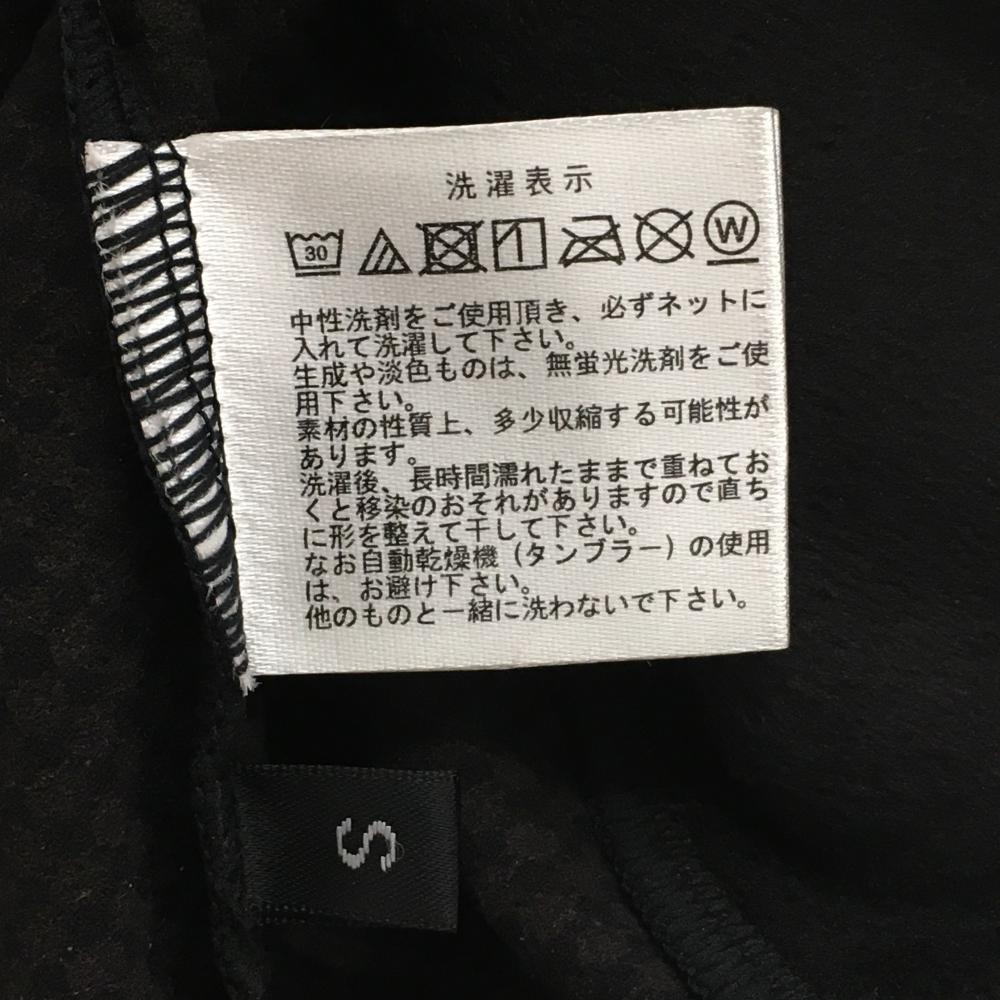 洗濯表示
30 W
中性洗剤をご使用頂き、必ずネットに
入れて洗濯して下さい。
生成や淡色ものは、無蛍光洗剤をご使
用下さい。
素材の性質上、多少収縮する可能性が
あります。
洗濯後、長時間濡れたままで重ねてお
くと移染のおそれがありますので直ち
に形を整えて干して下さい。
なお自動乾燥機（タンブラー）の使用
は、お避け下さい。
他のものと一緒に洗わないで下さい。
S